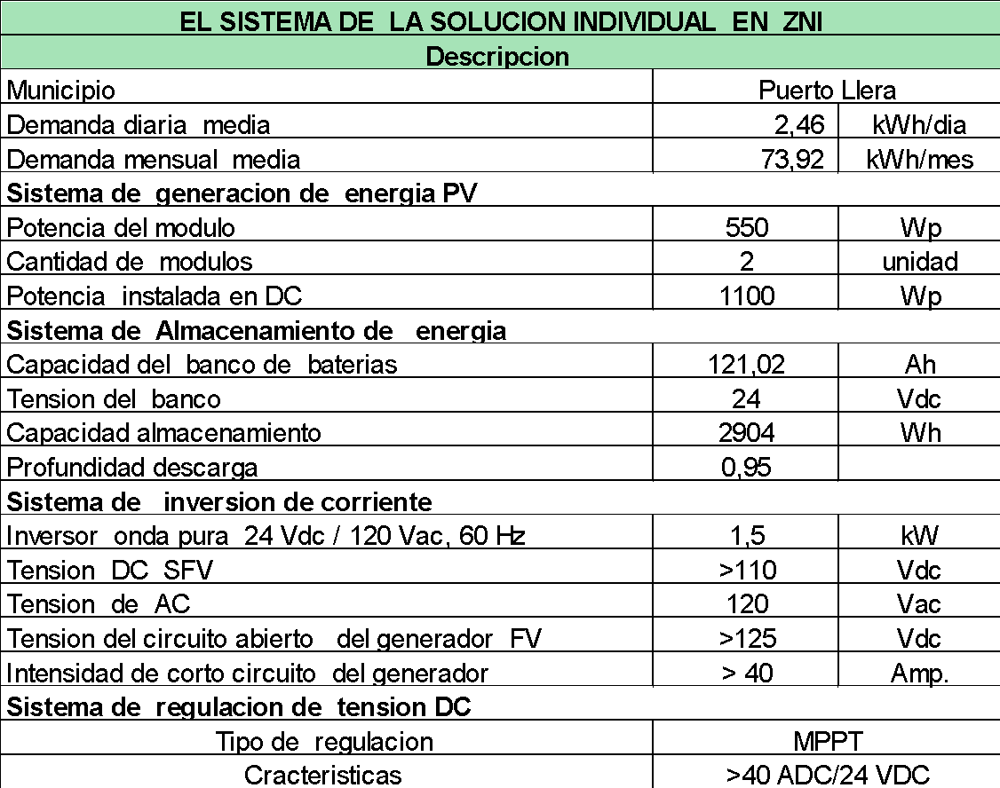 EL SISTEMA DE LA SOLUCION INDIVIDUAL EN ZNI
Descripcion
Municipio Puerto Llera
Demanda diaria media 2,46 kWh/dia
Demanda mensual media 73,92 kWh/mes
Sistema de generacion de energia PV
Potencia del modulo 550 Wp
Cantidad de modulos 2 unidad
Potencia instalada en DC 1100 Wp
Sistema de Almacenamiento de energia
Capacidad del banco de baterias 121,02 Ah
Tension del banco 24 Vdc
Capacidad almacenamiento 2904 Wh
Profundidad descarga 0,95
Sistema de inversion de corriente
Inversor onda pura 24 Vdc / 120 Vac, 60 Hz 1,5 kW
Tension DC SFV >110 Vdc
Tension de AC 120 Vac
Tension del circuito abierto del generador FV >125 Vdc
Intensidad de corto circuito del generador > 40 Amp.
Sistema de regulacion de tension DC
Tipo de regulacion MPPT
Cracteristicas >40 ADC/24 VDC